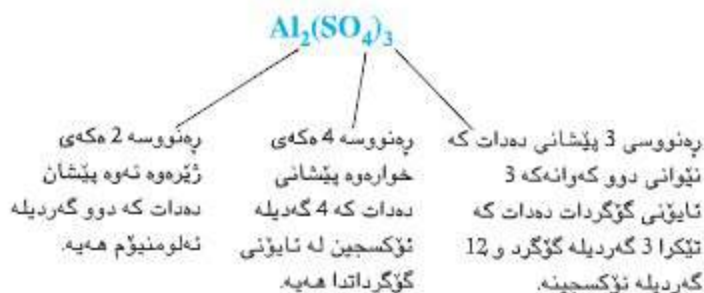 Al₂(SO₄)₃
ڕەنووسی 3 پێشانی دەدات کە
نێوانی دوو کەوانەکە 3
ئایۆنی گۆگردات دەدات کە
تێکڕا 3 گەردیلە گۆگرد و 12
گەردیلە ئۆکسجینە.
ڕەنووسە 4 ەکەی
خوارەوە پێشانی
دەدات کە 4 گەدیلە
ئۆکسجین لە ئایۆنی
گۆگرداتدا هەیە.
ڕەنووسە 2 ەکەی
ژێرەوە ئەوە پێشان
دەدات کە دوو گەردیلە
ئەلومنیۆم هەیە.